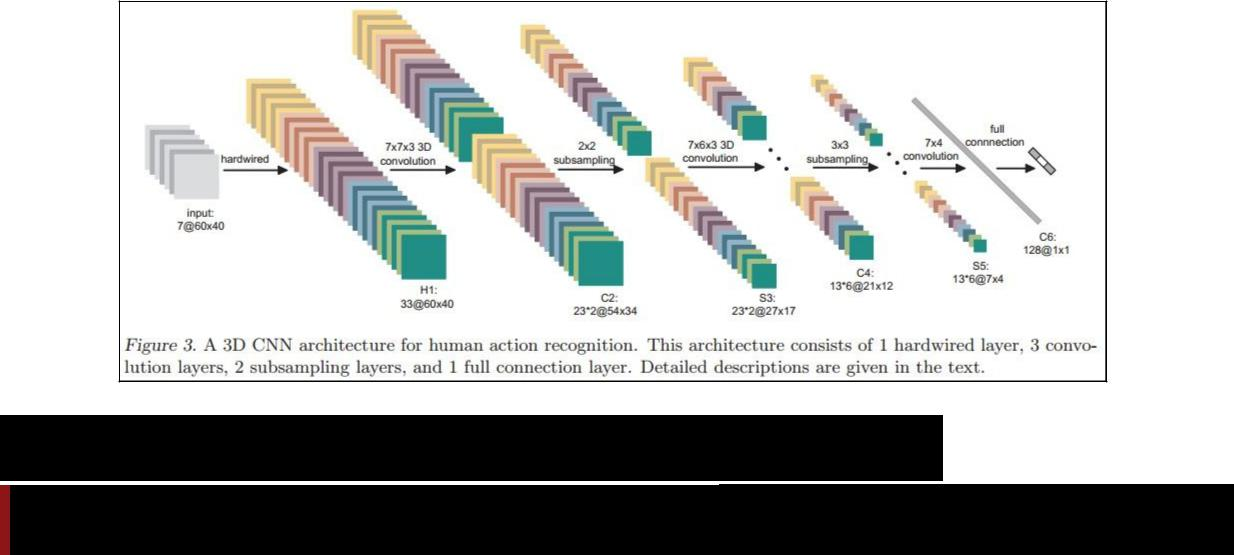 hardwired
7x7x3 3D
convolution
2x2
subsampling
7x6x3 3D
convolution
3x3
subsampling
7x4
convolution
full
connnection
input:
7@60x40
H1:
33@60x40
C2:
23*2@54x34
S3:
23*2@27x17
C4:
13*6@21x12
S5:
13*6@7x4
C6:
128@1x1
Figure 3. A 3D CNN architecture for human action recognition. This architecture consists of 1 hardwired layer, 3 convo-
lution layers, 2 subsampling layers, and 1 full connection layer. Detailed descriptions are given in the text.